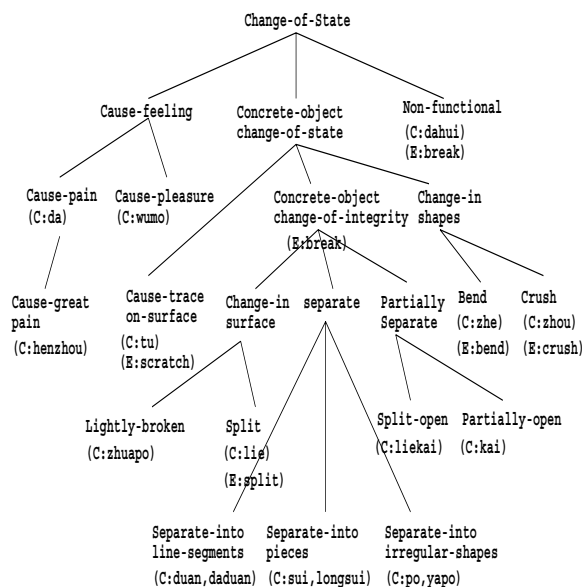 Change-of-State
Cause-feeling
Concrete-object
change-of-state
Non-functional
(C:dahui)
(E:break)
Cause-pain
(C:da)
Cause-pleasure
(C:wumo)
Concrete-object
change-of-integrity
(E:break)
Change-in
shapes
Cause-great
pain
(C:henzhou)
Cause-trace
on-surface
(C:tu)
(E:scratch)
Change-in
surface
separate
Partially
Separate
Bend
(C:zhe)
(E:bend)
Crush
(C:zhou)
(E:crush)
Lightly-broken
(C:zhuapo)
Split
(C:lie)
(E:split)
Split-open
(C:liekai)
Partially-open
(C:kai)
Separate-into
line-segments
(C:duan,daduan)
Separate-into
pieces
(C:sui,longsui)
Separate-into
irregular-shapes
(C:po,yapo)